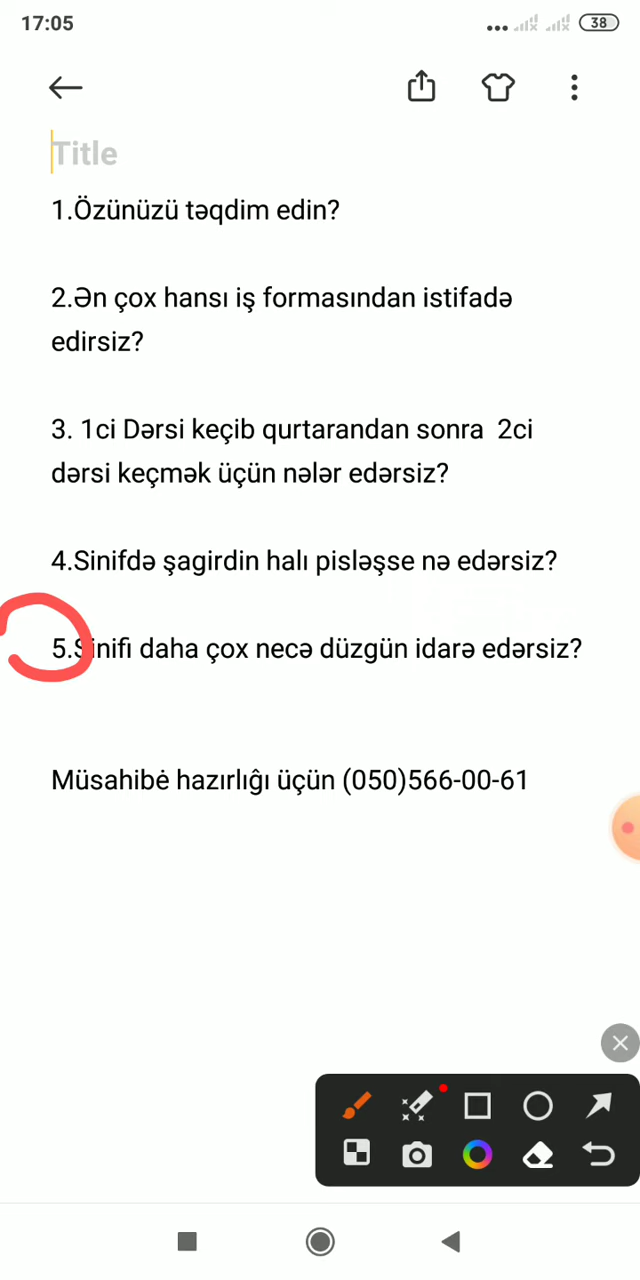 17:05
38
Title
1.Özünüzü təqdim edin?
2.Ən çox hansı iş formasından istifadə
edirsiz?
3. 1ci Dərsi keçib qurtarandan sonra 2ci
dərsi keçmək üçün nələr edərsiz?
4.Sinifdə şagirdin halı pisləşse nə edərsiz?
5.Sinifi daha çox necə düzgün idarə edərsiz?
Müsahibė hazırlıĝı üçün (050)566-00-61